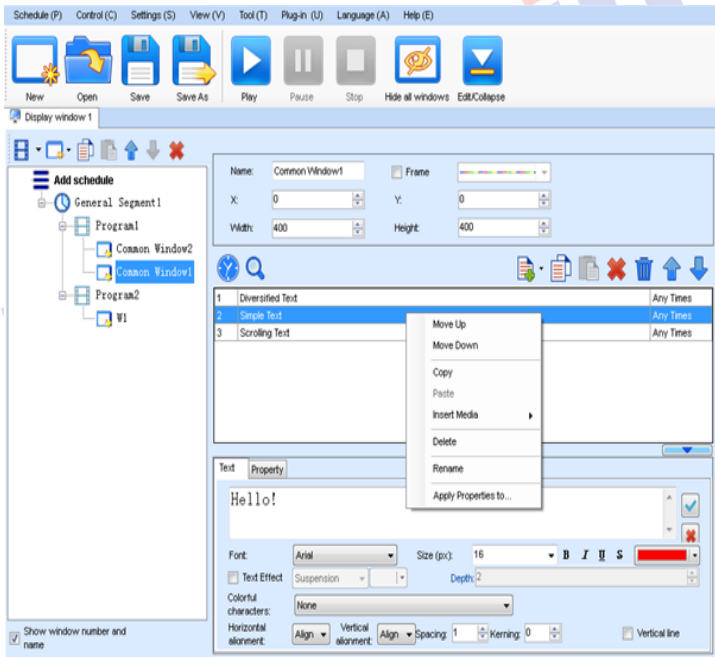 Schedule (P) Control (C) Settings (S) View (V) Tool (T) Plug-in (U) Language (A) Help (E)
New Open Save Save As Play Pause Stop Hide all windows Edit/Collapse
Display window 1
Add schedule
General Segment1
Program1
Common Window2
Common Window1
Program2
W1
Show window number and
name
Name: Common Window1 Frame
X: 0 Y: 0
Width: 400 Height: 400
1 Diversified Text Any Times
2 Simple Text Any Times
3 Scrolling Text Any Times
Move Up
Move Down
Copy
Paste
Insert Media
Delete
Rename
Apply Properties to...
Text Property
Hello!
Font: Arial Size (px): 16 B I U S
Text Effect Suspension Depth: 2
Colorful
characters: None
Horizontal
alignment: Align Vertical
alignment: Align Spacing: 1 Kerning: 0 Vertical line
1